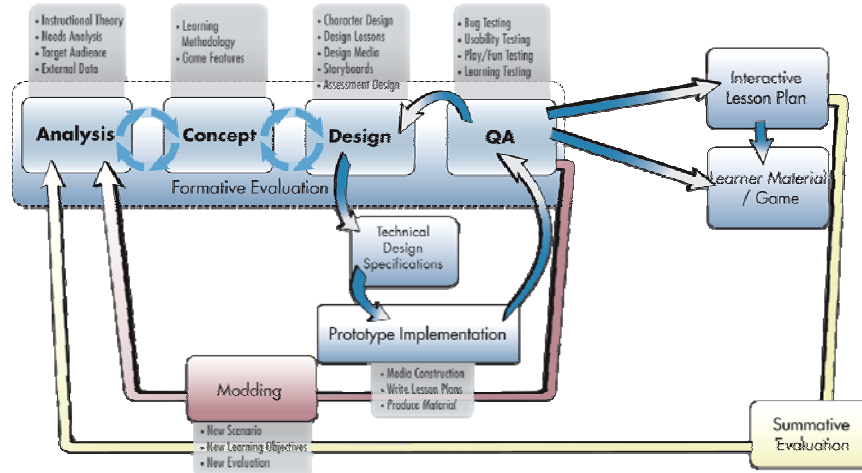 • Instructional Theory
• Needs Analysis
• Target Audience
• External Data
• Learning
Methodology
• Game Features
• Character Design
• Design Lessons
• Design Media
• Storyboards
• Assessment Design
• Bug Testing
• Usability Testing
• Play/Fun Testing
• Learning Testing
Analysis
Concept
Design
QA
Formative Evaluation
Interactive
Lesson Plan
Learner Material
/ Game
Technical
Design
Specifications
Prototype Implementation
• Media Construction
• Write Lesson Plans
• Produce Material
Modding
• New Scenario
• New Learning Objectives
• New Evaluation
Summative
Evaluation